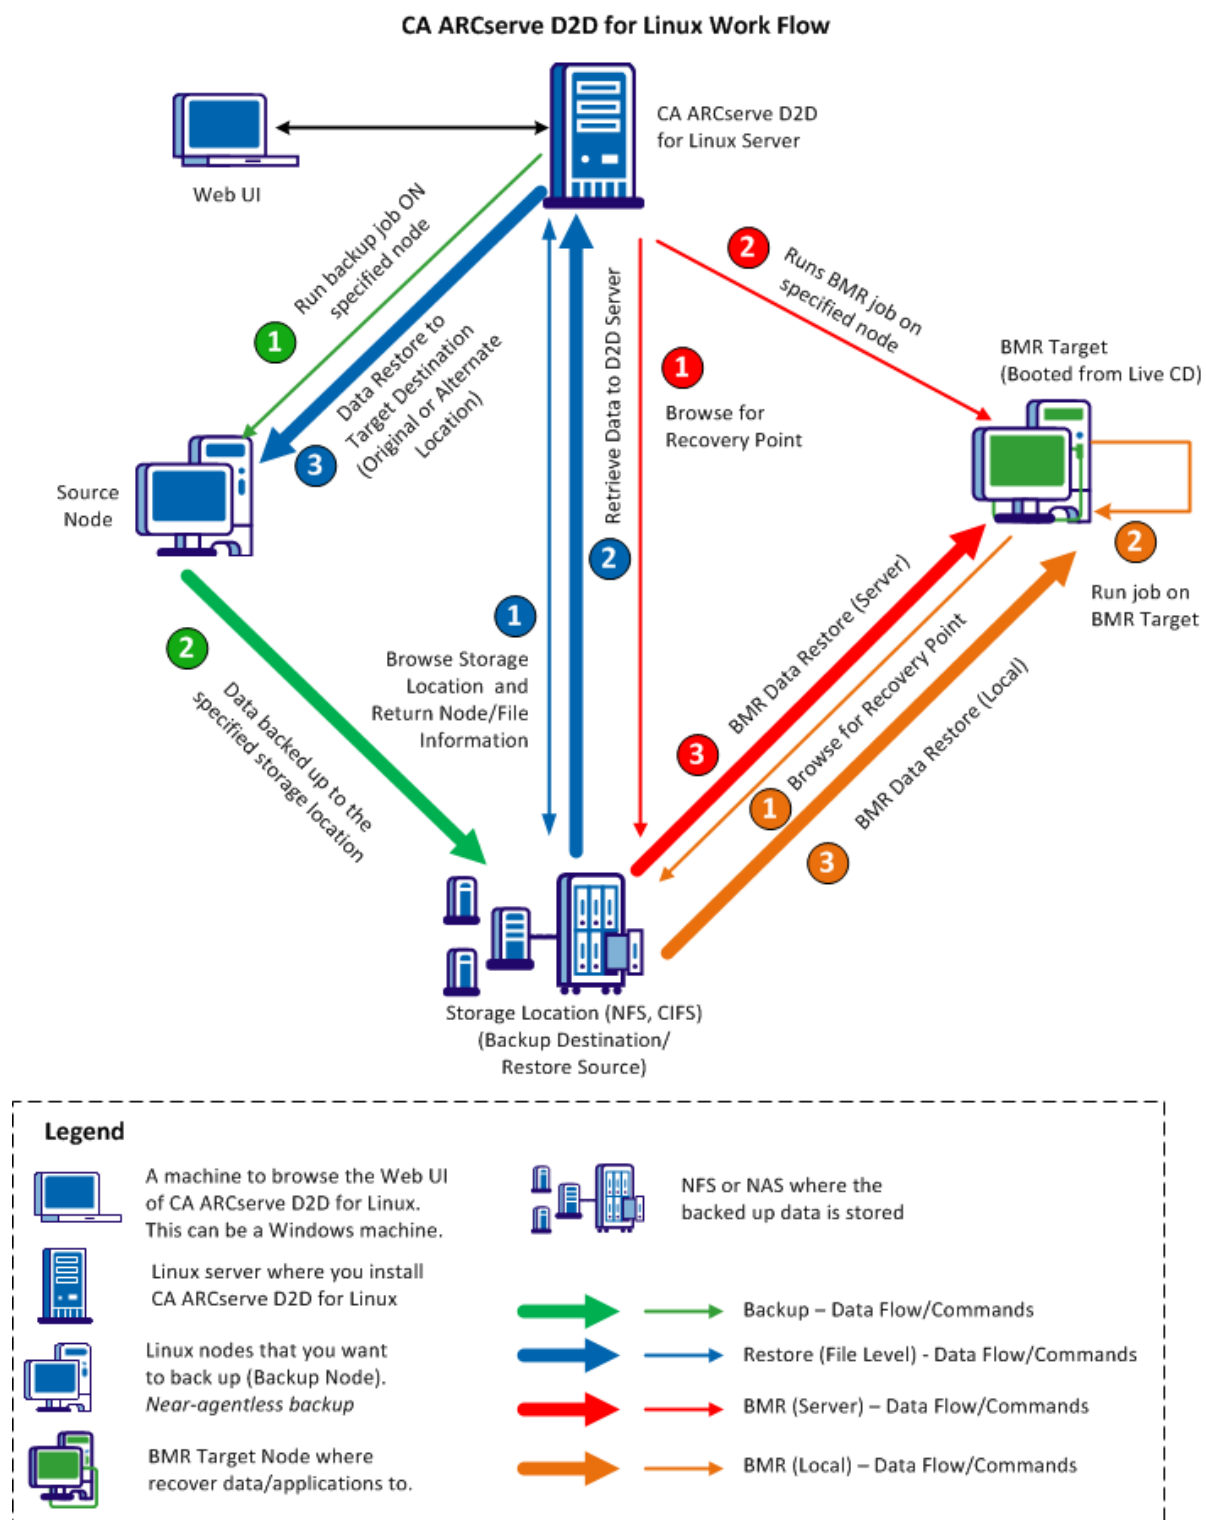 CA ARCserve D2D for Linux Work Flow
CA ARCserve D2D
for Linux Server
Web UI
Run backup job ON
specified node
1
Data Restore to
Target Destination
(Original or Alternate
Location)
3
Retrieve Data to D2D Server
2
1
Browse for
Recovery Point
2
Runs BMR job on
specified node
BMR Target
(Booted from Live CD)
Source
Node
2
Run job on
BMR Target
1
Browse Storage
Location and
Return Node/File
Information
2
Data backed up to the
specified storage location
BMR Data Restore (Server)
3
Browse for Recovery Point
1
BMR Data Restore (Local)
3
Storage Location (NFS, CIFS)
(Backup Destination/
Restore Source)
Legend
A machine to browse the Web UI
of CA ARCserve D2D for Linux.
This can be a Windows machine.
Linux server where you install
CA ARCserve D2D for Linux
Linux nodes that you want
to back up (Backup Node).
Near-agentless backup
BMR Target Node where
recover data/applications to.
NFS or NAS where the
backed up data is stored
Backup – Data Flow/Commands
Restore (File Level) - Data Flow/Commands
BMR (Server) – Data Flow/Commands
BMR (Local) – Data Flow/Commands